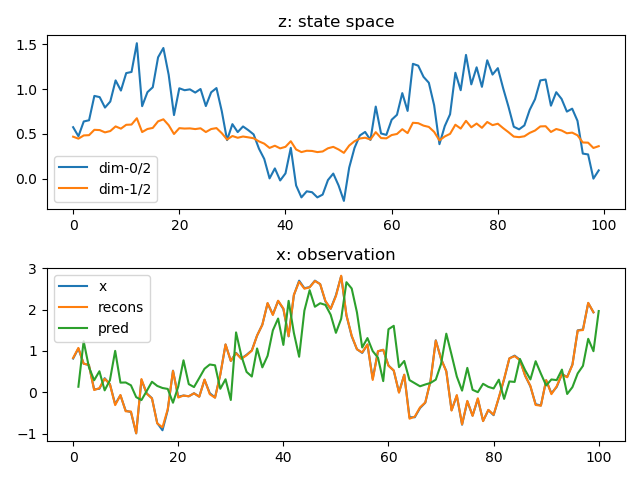 z: state space
1.5
1.0
0.5
0.0
dim-0/2
dim-1/2
0 20 40 60 80 100
x: observation
3
2
1
0
−1
x
recons
pred
0 20 40 60 80 100